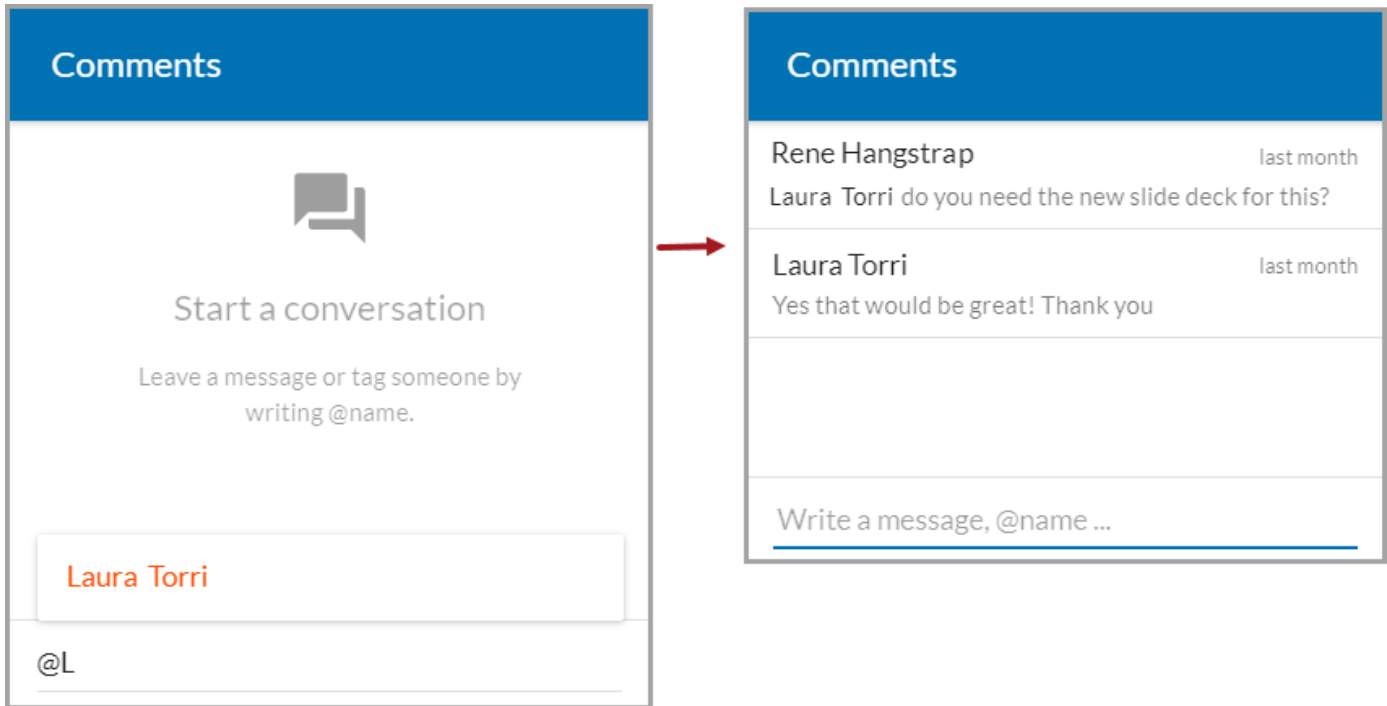 Comments
Start a conversation
Leave a message or tag someone by
writing @name.
Laura Torri
@L
Comments
Rene Hangstrap
last month
Laura Torri do you need the new slide deck for this?
Laura Torri
last month
Yes that would be great! Thank you
Write a message, @name ...